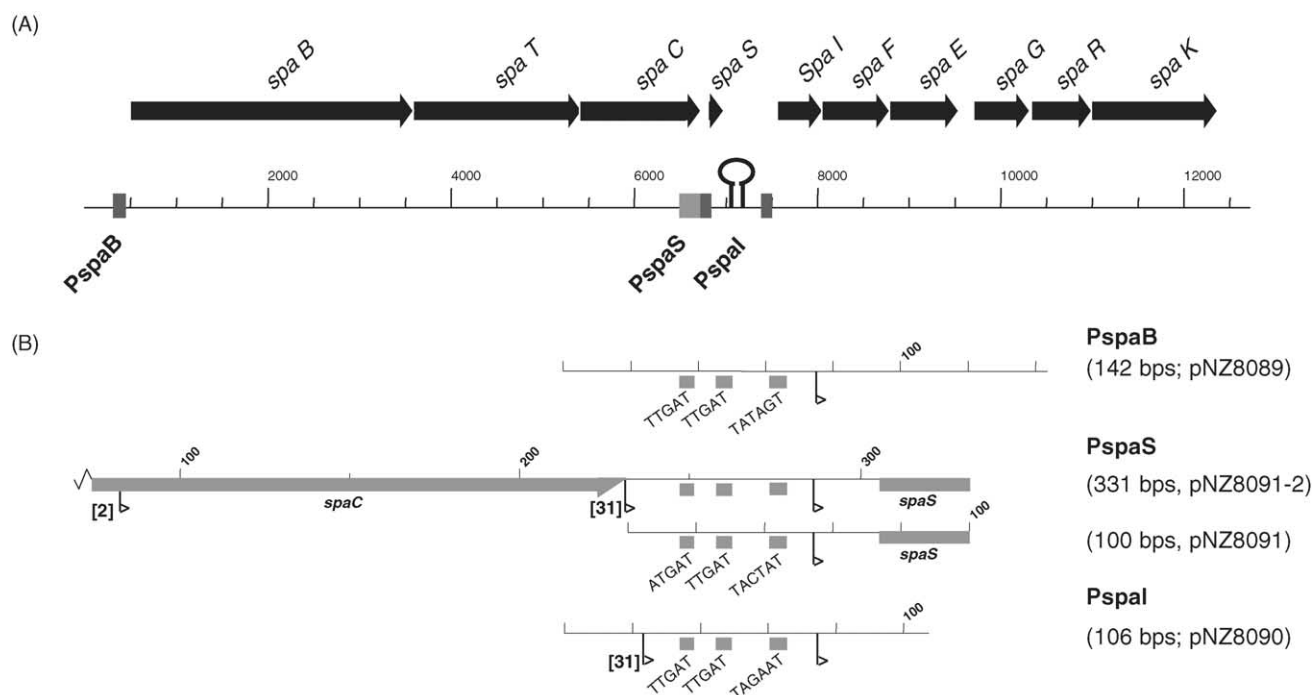 (A)
spa B
spa T
spa C
spa S
Spa I
spa F
spa E
spa G
spa R
spa K
2000
4000
6000
8000
10000
12000
PspaB
PspaS
PspaI
(B)
PspaB
(142 bps; pNZ8089)
100
TTGAT
TTGAT
TATAGT
PspaS
(331 bps, pNZ8091-2)
100
200
300
[2]
spaC
[31]
spaS
(100 bps, pNZ8091)
100
spaS
ATGAT
TTGAT
TACTAT
PspaI
(106 bps; pNZ8090)
100
[31]
TTGAT
TTGAT
TAGAAT